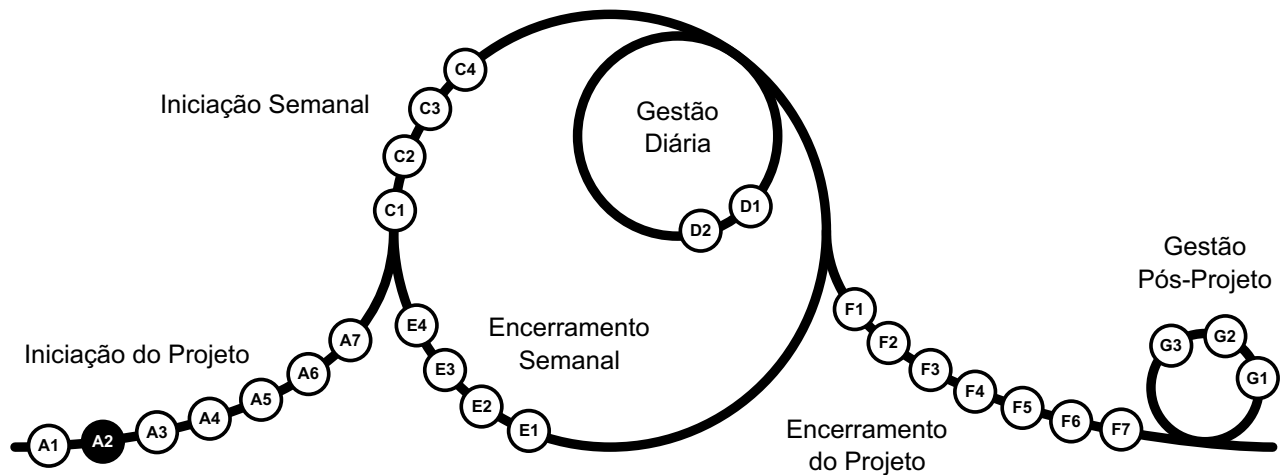 Iniciação do Projeto
A1
A2
A3
A4
A5
A6
A7
Iniciação Semanal
C1
C2
C3
C4
Gestão
Diária
D1
D2
Encerramento
Semanal
E1
E2
E3
E4
Encerramento
do Projeto
F1
F2
F3
F4
F5
F6
F7
Gestão
Pós-Projeto
G1
G2
G3